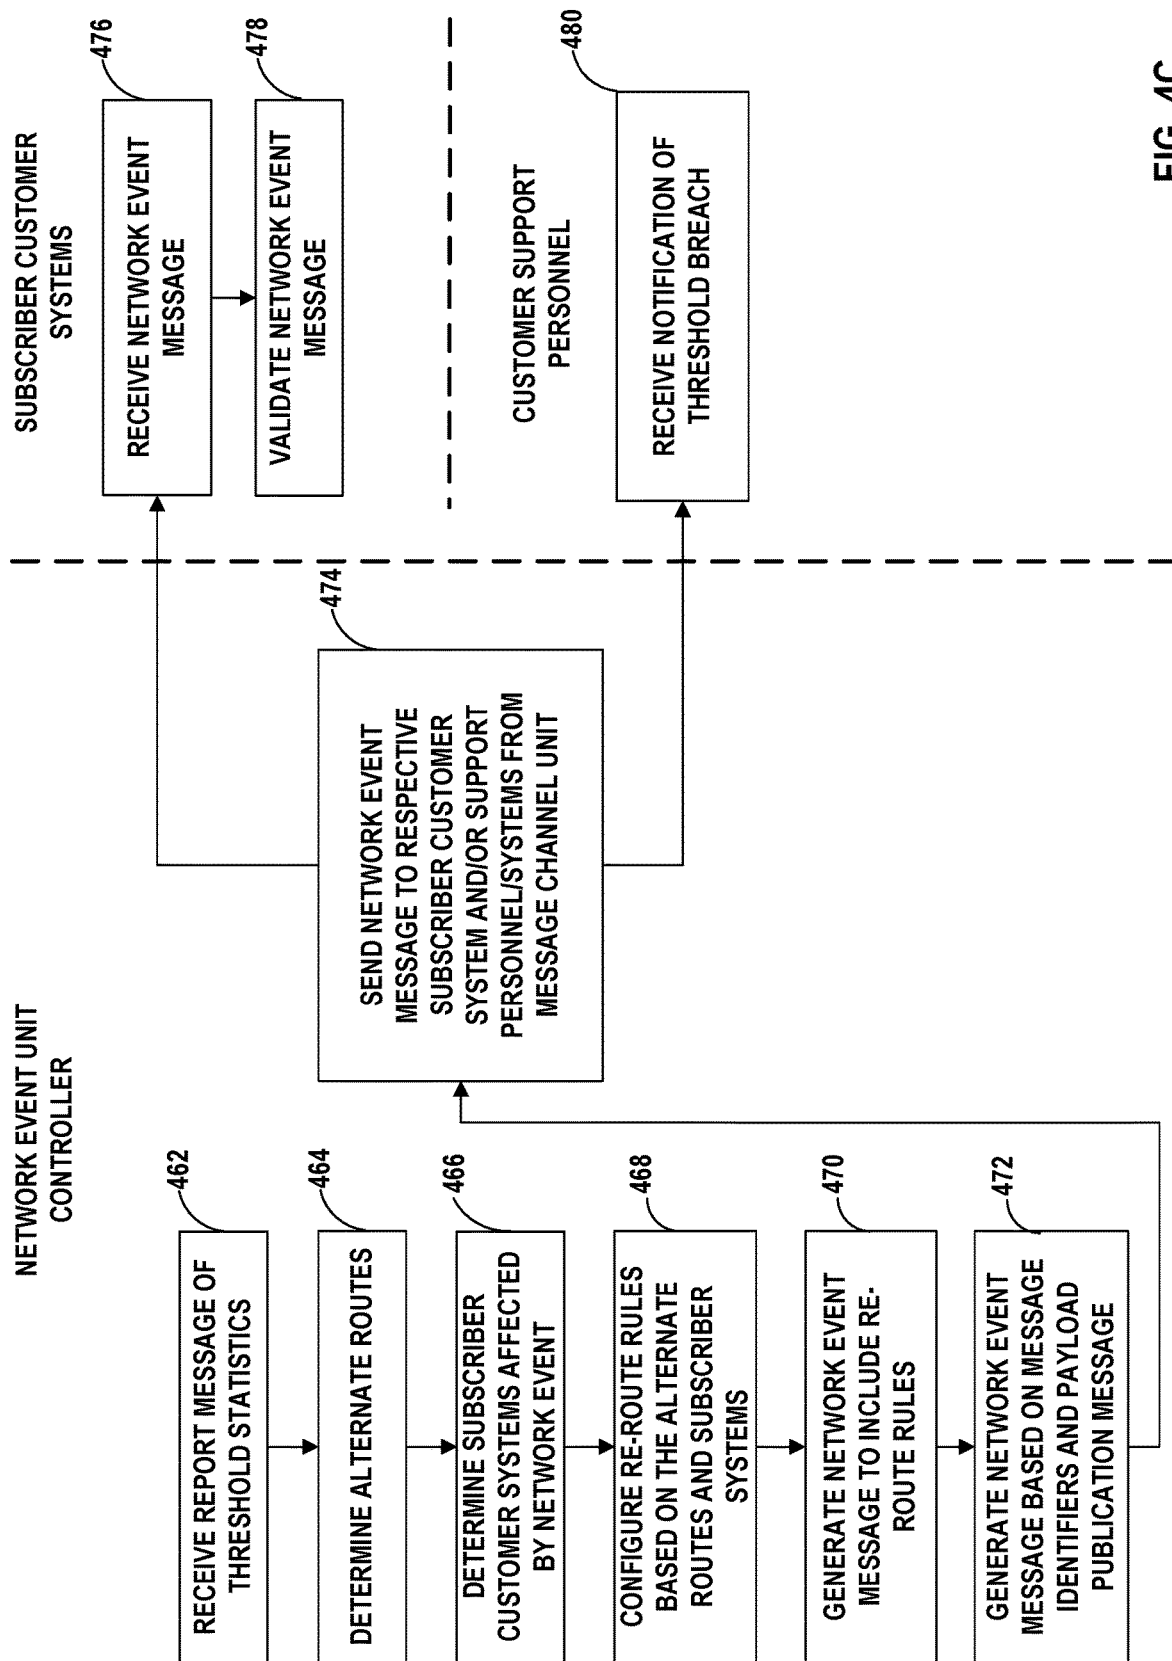 NETWORK EVENT UNIT
CONTROLLER
462
RECEIVE REPORT MESSAGE OF
THRESHOLD STATISTICS
464
DETERMINE ALTERNATE ROUTES
466
DETERMINE SUBSCRIBER
CUSTOMER SYSTEMS AFFECTED
BY NETWORK EVENT
468
CONFIGURE RE-ROUTE RULES
BASED ON THE ALTERNATE
ROUTES AND SUBSCRIBER
SYSTEMS
470
GENERATE NETWORK EVENT
MESSAGE TO INCLUDE RE-
ROUTE RULES
472
GENERATE NETWORK EVENT
MESSAGE BASED ON MESSAGE
IDENTIFIERS AND PAYLOAD
PUBLICATION MESSAGE
474
SEND NETWORK EVENT
MESSAGE TO RESPECTIVE
SUBSCRIBER CUSTOMER
SYSTEM AND/OR SUPPORT
PERSONNEL/SYSTEMS FROM
MESSAGE CHANNEL UNIT
SUBSCRIBER CUSTOMER
SYSTEMS
476
RECEIVE NETWORK EVENT
MESSAGE
478
VALIDATE NETWORK EVENT
MESSAGE
CUSTOMER SUPPORT
PERSONNEL
480
RECEIVE NOTIFICATION OF
THRESHOLD BREACH
FIG. 4C